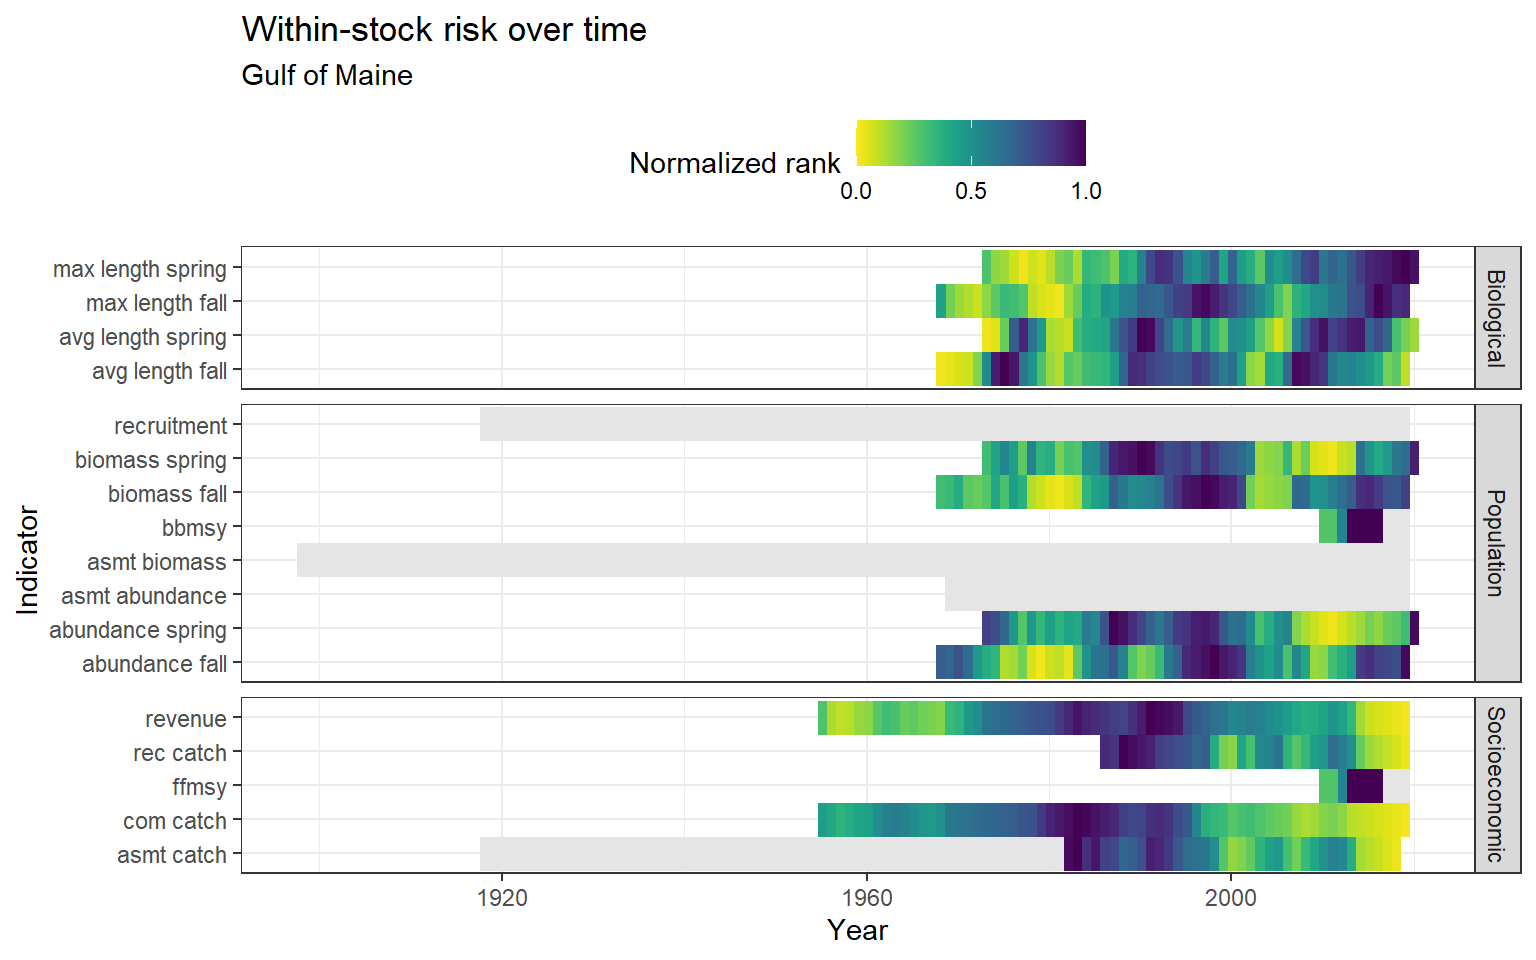 Within-stock risk over time
Gulf of Maine
Normalized rank
0.0 0.5 1.0
Indicator
max length spring
max length fall
avg length spring
avg length fall
Biological
recruitment
biomass spring
biomass fall
bbmsy
asmt biomass
asmt abundance
abundance spring
abundance fall
Population
revenue
rec catch
ffmsy
com catch
asmt catch
Socioeconomic
1920 1960 2000
Year